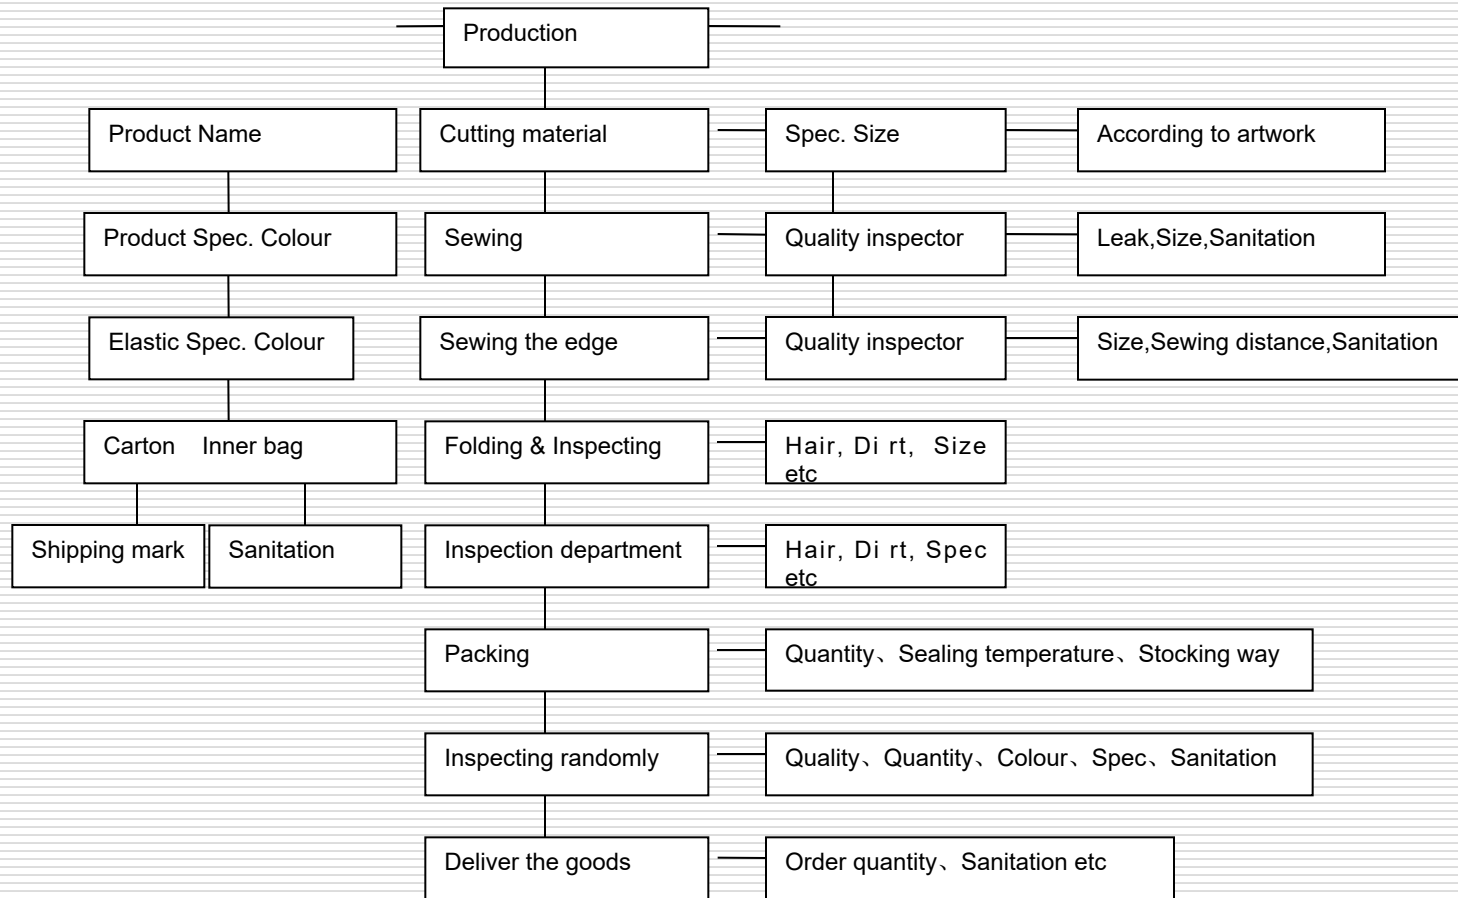 Production
Product Name
Cutting material
Spec. Size
According to artwork
Product Spec. Colour
Sewing
Quality inspector
Leak,Size,Sanitation
Elastic Spec. Colour
Sewing the edge
Quality inspector
Size,Sewing distance,Sanitation
Carton Inner bag
Folding & Inspecting
Hair, Di rt, Size
etc
Shipping mark
Sanitation
Inspection department
Hair, Di rt, Spec
etc
Packing
Quantity、Sealing temperature、Stocking way
Inspecting randomly
Quality、Quantity、Colour、Spec、Sanitation
Deliver the goods
Order quantity、Sanitation etc